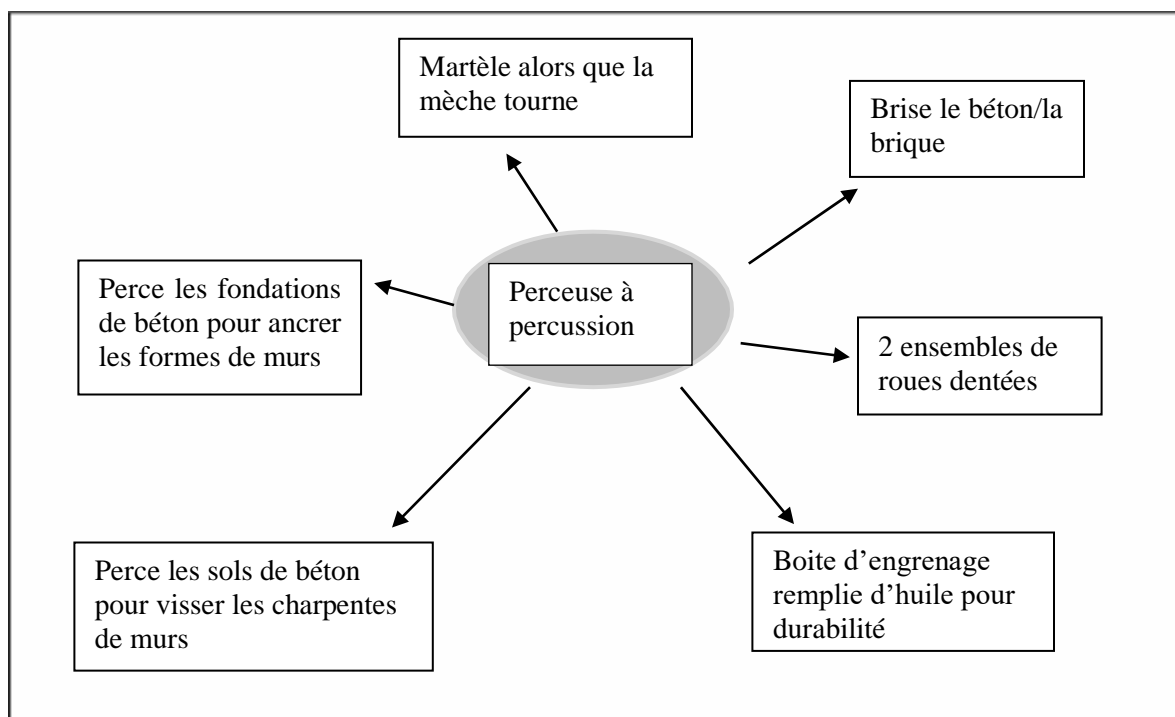 Martèle alors que la
mèche tourne
Brise le béton/la
brique
Perce les fondations
de béton pour ancrer
les formes de murs
Perceuse à
percussion
2 ensembles de
roues dentées
Perce les sols de béton
pour visser les charpentes
de murs
Boite d’engrenage
remplie d’huile pour
durabilité